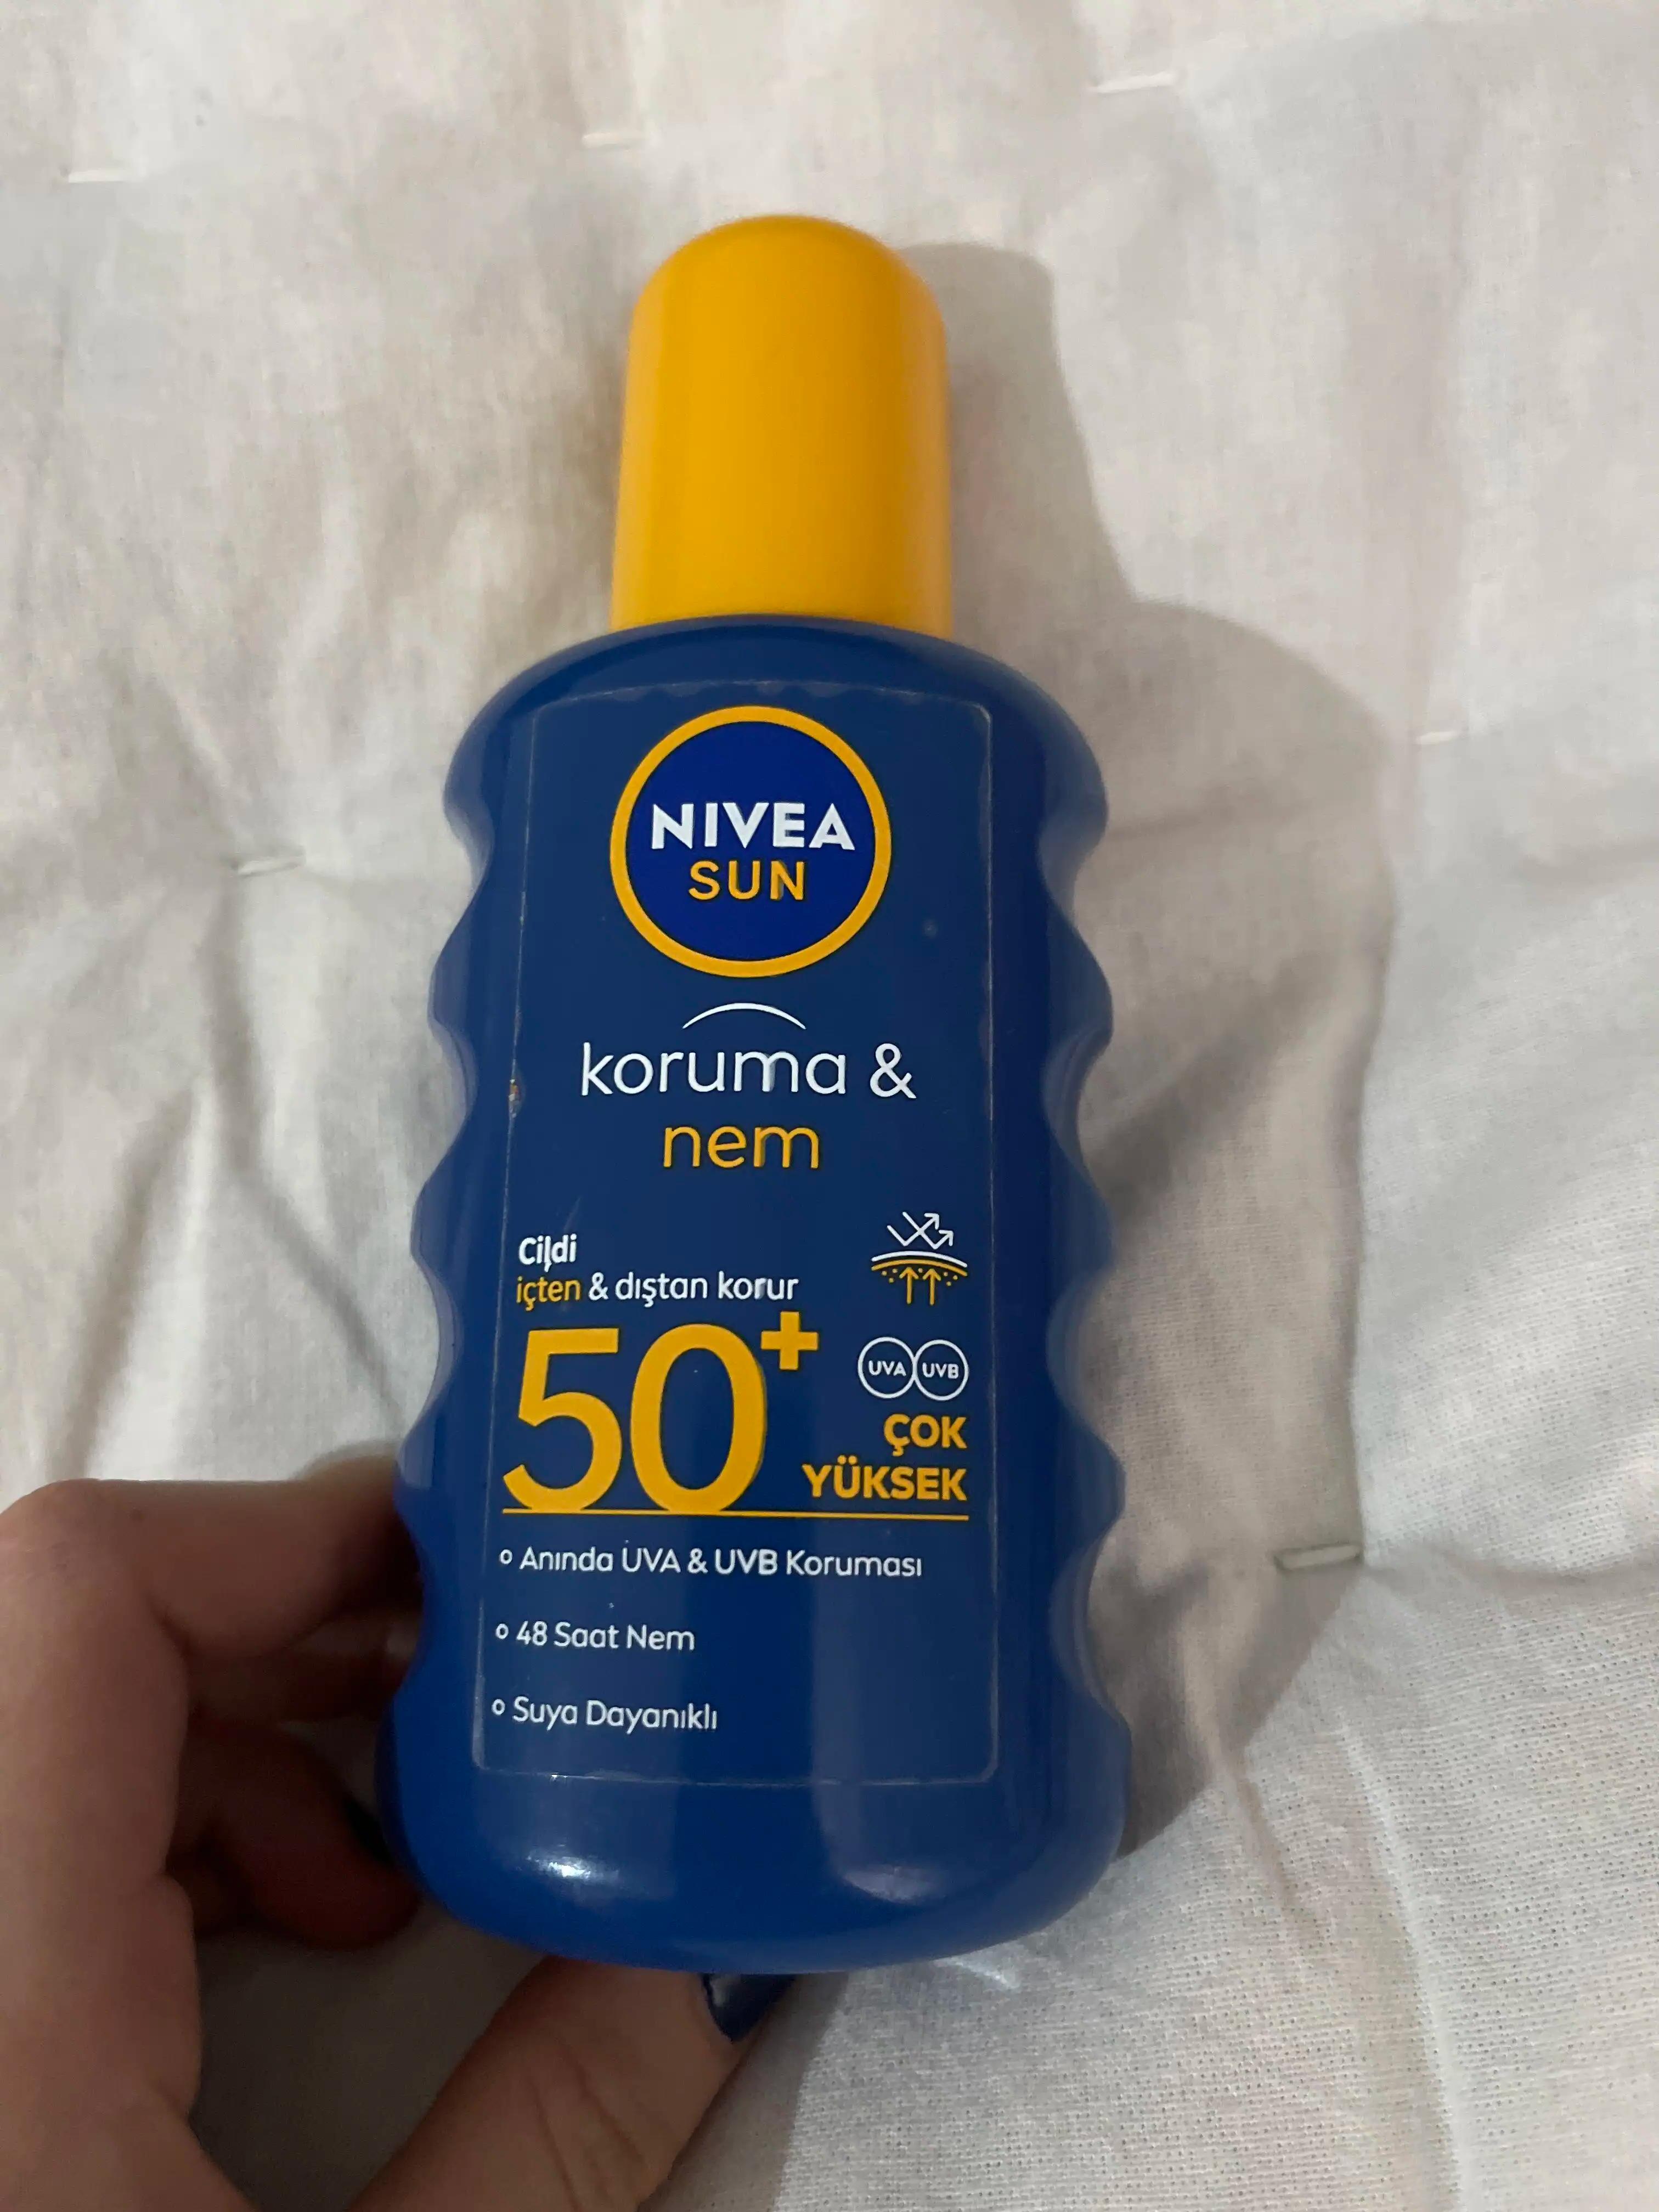 NIVEA
SUN
koruma &
nem
Cildi
içten & dıştan korur
50+
UVA UVB
ÇOK
YÜKSEK
Anında UVA & UVB Koruması
48 Saat Nem
Suya Dayanıklı